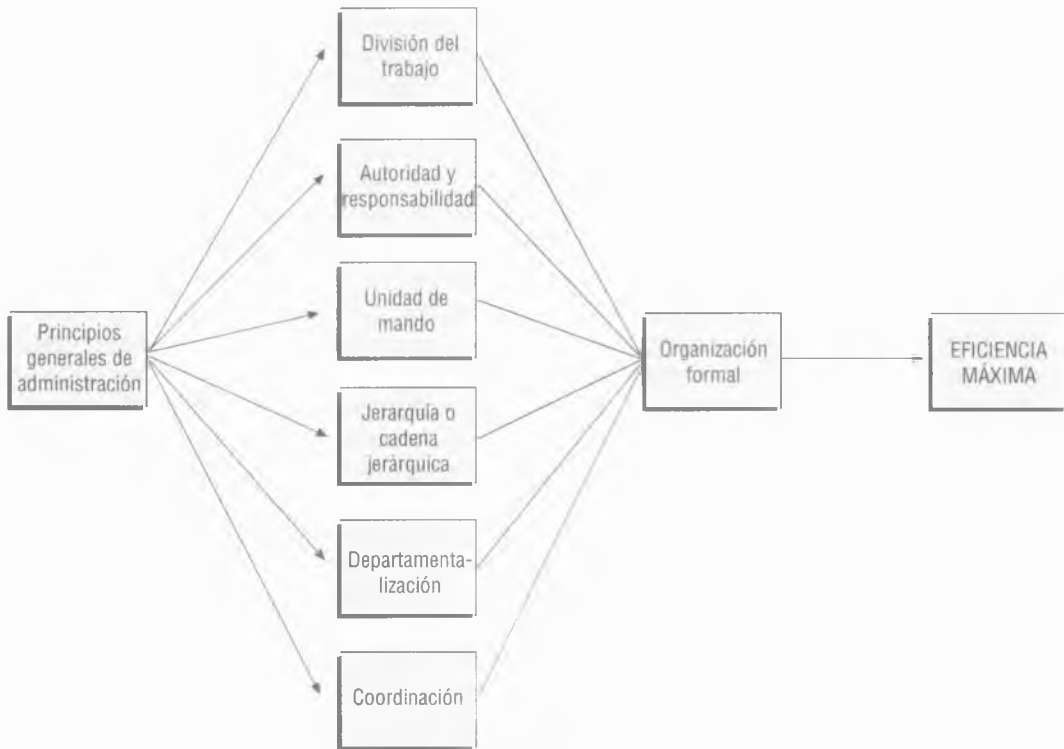 División del
trabajo
Autoridad y
responsabilidad
Unidad de
mando
Principios
generales de
administración
Organización
formal
EFICIENCIA
MÁXIMA
Jerarquía o
cadena
jerárquica
Departamenta-
lización
Coordinación